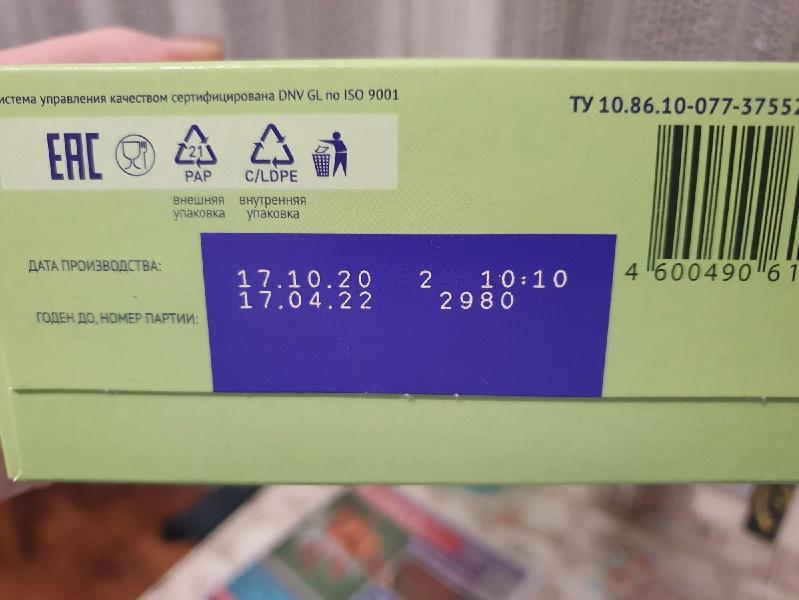 истема управления качеством сертифицирована DNV GL по ISO 9001
ТУ 10.86.10-077-37552
EAC
21
PAP
C/LDPE
внешняя
упаковка
внутренняя
упаковка
ДАТА ПРОИЗВОДСТВА:
17.10.20 2 10:10
ГОДЕН ДО, НОМЕР ПАРТИИ:
17.04.22 2980
4 600490 61